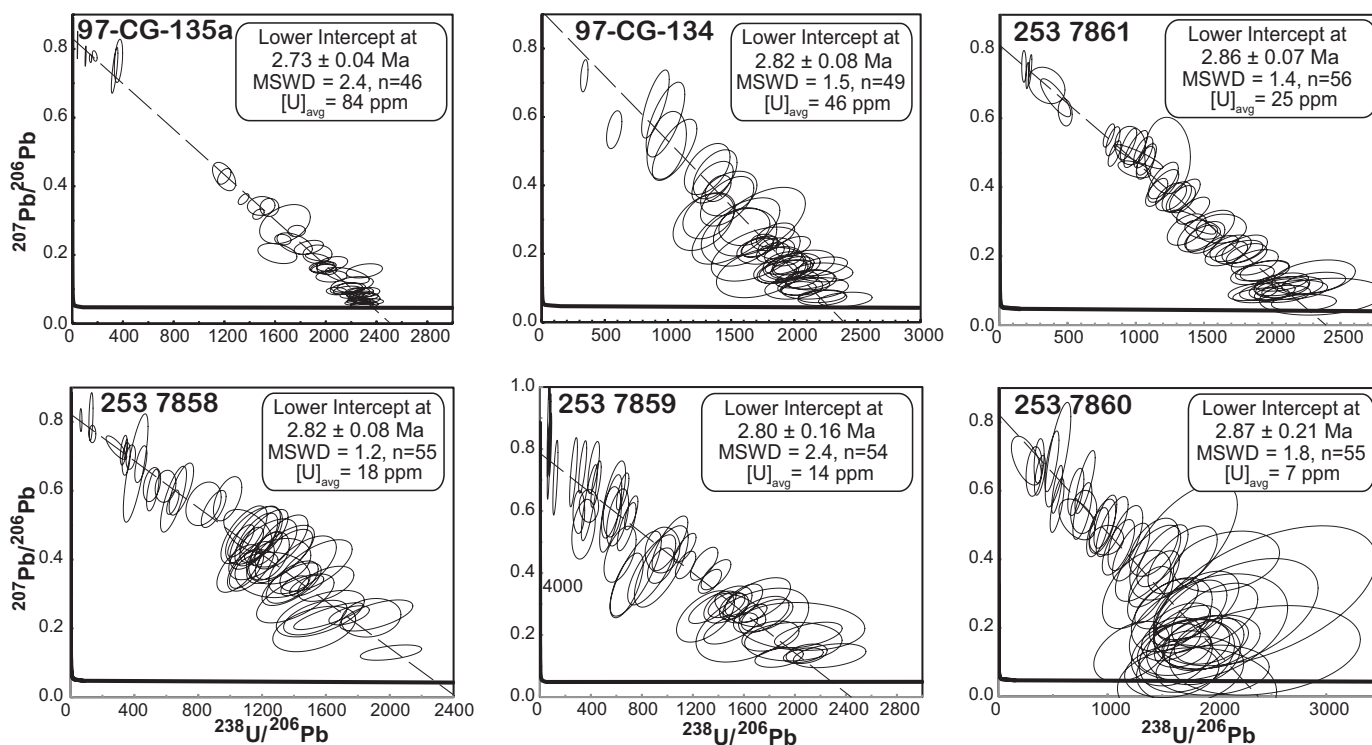 97-CG-135a
Lower Intercept at
2.73 ± 0.04 Ma
MSWD = 2.4, n=46
[U]avg = 84 ppm
207Pb/206Pb
0.8
0.6
0.4
0.2
0.0
0 400 800 1200 1600 2000 2400 2800
97-CG-134
Lower Intercept at
2.82 ± 0.08 Ma
MSWD = 1.5, n=49
[U]avg = 46 ppm
0.8
0.6
0.4
0.2
0.0
0 500 1000 1500 2000 2500 3000
253 7861
Lower Intercept at
2.86 ± 0.07 Ma
MSWD = 1.4, n=56
[U]avg = 25 ppm
0.8
0.6
0.4
0.2
0.0
0 500 1000 1500 2000 2500
253 7858
Lower Intercept at
2.82 ± 0.08 Ma
MSWD = 1.2, n=55
[U]avg = 18 ppm
207Pb/206Pb
0.8
0.6
0.4
0.2
0.0
0 400 800 1200 1600 2000 2400
238U/206Pb
253 7859
Lower Intercept at
2.80 ± 0.16 Ma
MSWD = 2.4, n=54
[U]avg = 14 ppm
1.0
0.8
0.6
0.4
4000
0.2
0.0
0 400 800 1200 1600 2000 2400 2800
238U/206Pb
253 7860
Lower Intercept at
2.87 ± 0.21 Ma
MSWD = 1.8, n=55
[U]avg = 7 ppm
0.8
0.6
0.4
0.2
0.0
0 1000 2000 3000
238U/206Pb